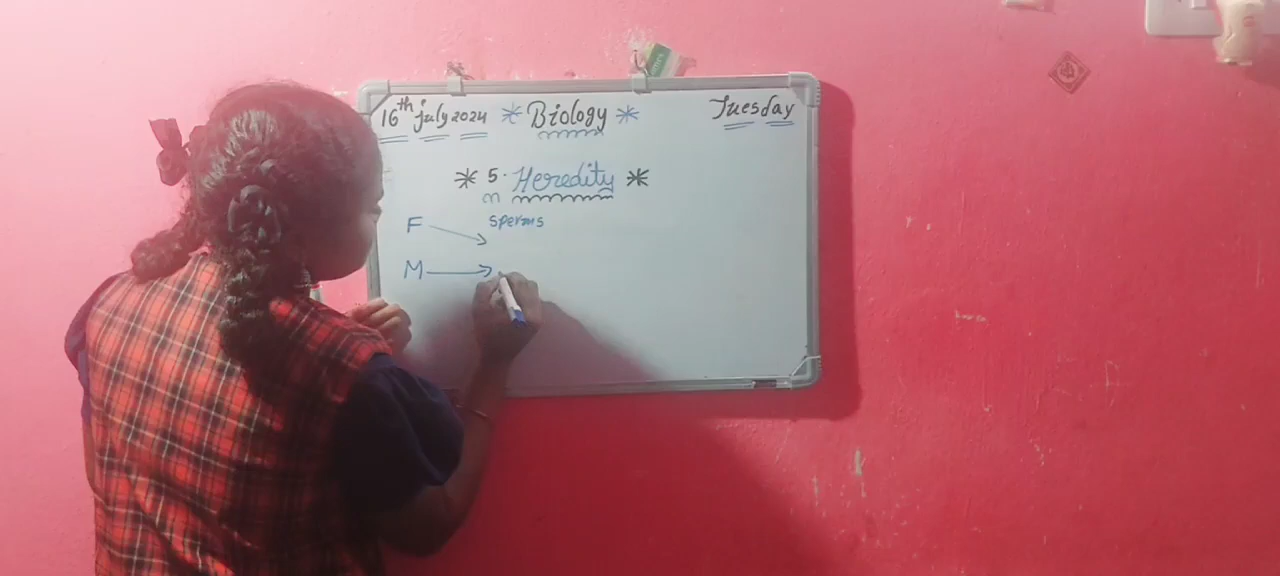 16th july 2024 * Biology * Tuesday
* 5. Heredity *
F → sperms
M →